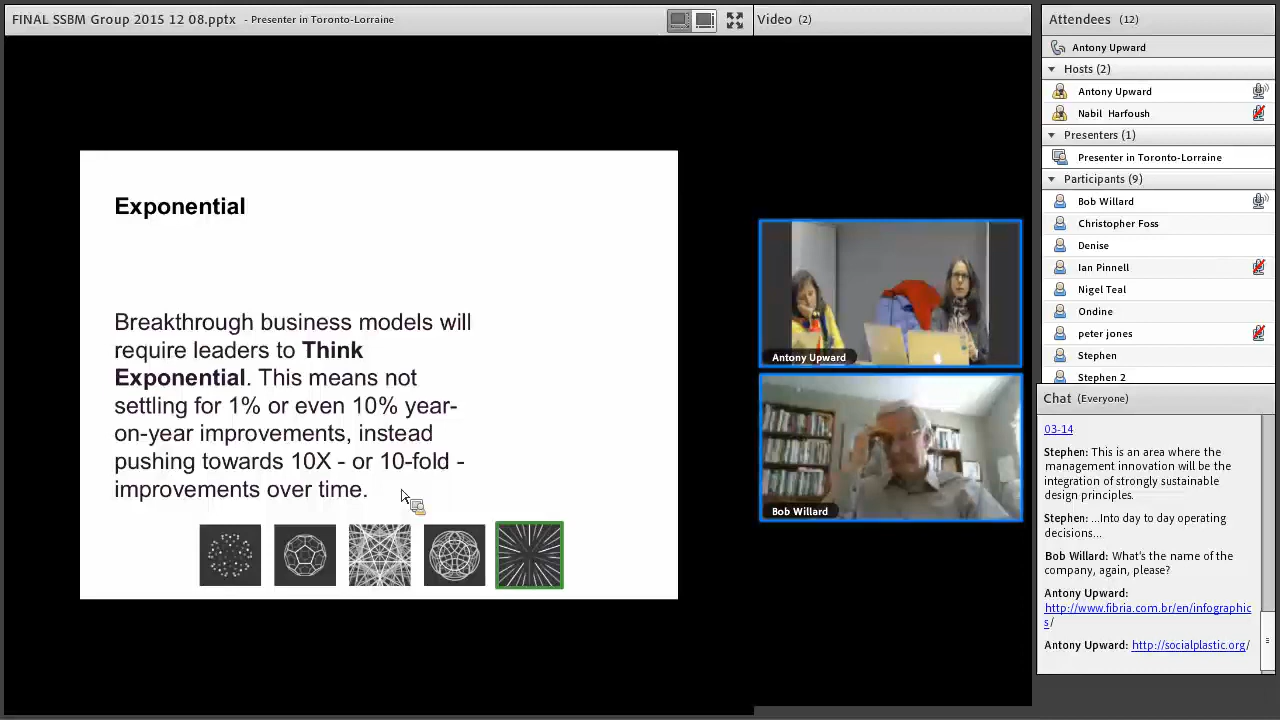 FINAL SSBM Group 2015 12 08.pptx - Presenter in Toronto-Lorraine
Exponential
Breakthrough business models will
require leaders to Think
Exponential. This means not
settling for 1% or even 10% year-
on-year improvements, instead
pushing towards 10X - or 10-fold -
improvements over time.
Video (2)
Antony Upward
Bob Willard
Attendees (12)
Antony Upward
Hosts (2)
Antony Upward
Nabil Harfoush
Presenters (1)
Presenter in Toronto-Lorraine
Participants (9)
Bob Willard
Christopher Foss
Denise
Ian Pinnell
Nigel Teal
Ondine
peter jones
Stephen
Stephen 2
Chat (Everyone)
03-14
Stephen: This is an area where the
management innovation will be the
integration of strongly sustainable
design principles.
Stephen: ...Into day to day operating
decisions...
Bob Willard: What's the name of the
company, again, please?
Antony Upward:
http://www.fibria.com.br/en/infographic
s/
Antony Upward: http://socialplastic.org/